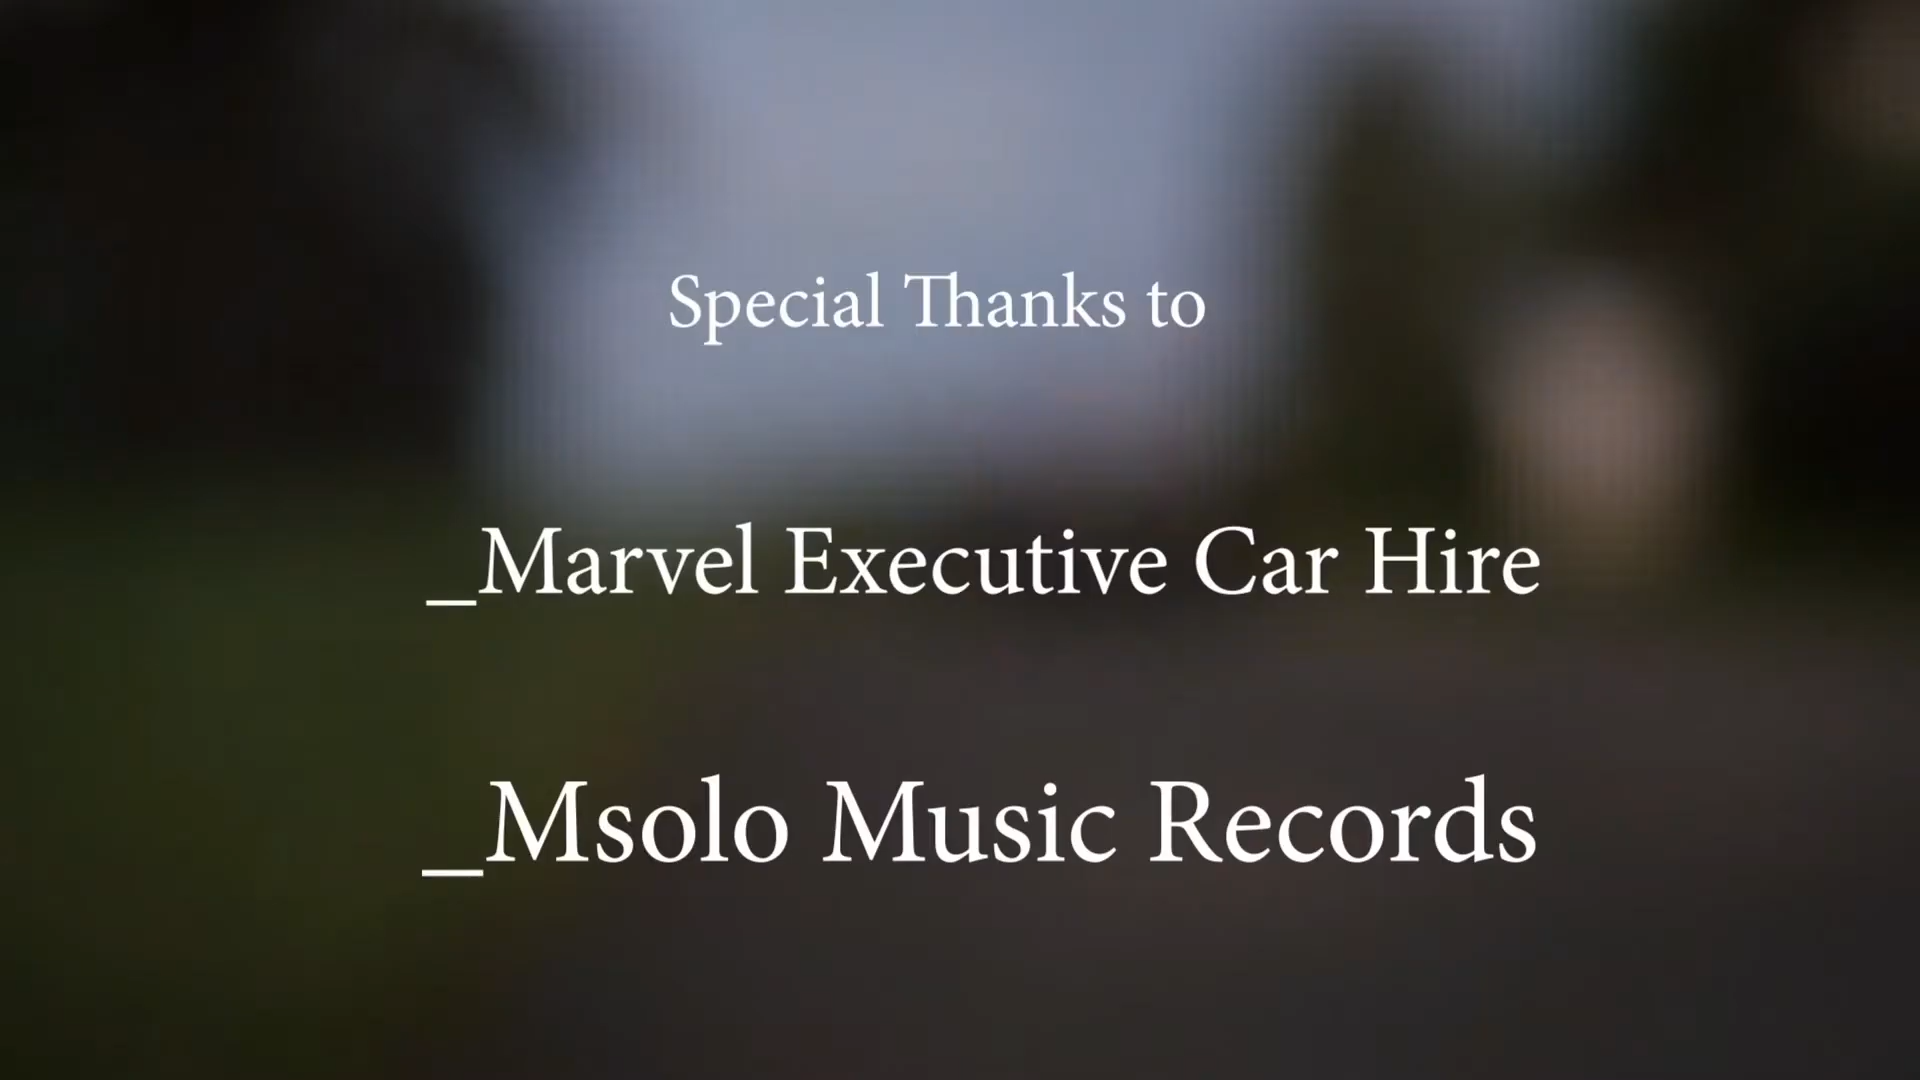 Special Thanks to
_Marvel Executive Car Hire
_Msolo Music Records